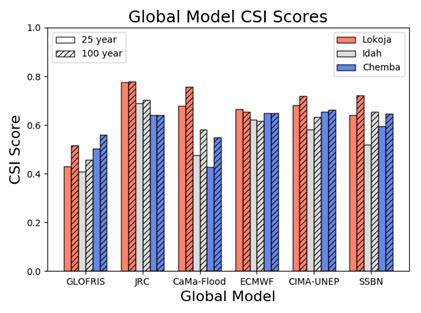 Global Model CSI Scores
25 year
100 year
Lokoja
Idah
Chemba
CSI Score
1.0
0.8
0.6
0.4
0.2
0.0
GLOFRIS JRC CaMa-Flood ECMWF CIMA-UNEP SSBN
Global Model